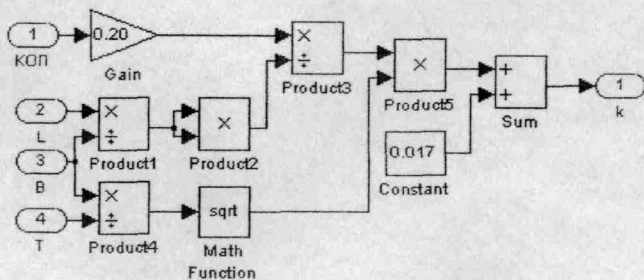 1
КОП
0.20
Gain
×
÷
Product3
×
Product5
+
+
Sum
1
k
2
L
3
B
4
T
×
÷
Product1
×
Product2
0.017
Constant
×
÷
Product4
sqrt
Math
Function